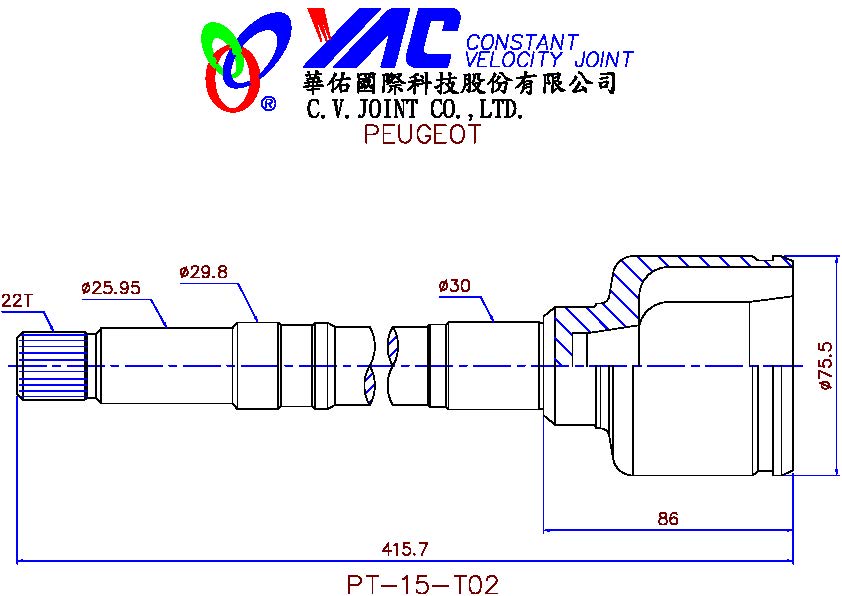 YAC CONSTANT
VELOCITY JOINT
®
華佑國際科技股份有限公司
C.V.JOINT CO.,LTD.
PEUGEOT
22T
ø25.95
ø29.8
ø30
ø75.5
86
415.7
PT-15-T02